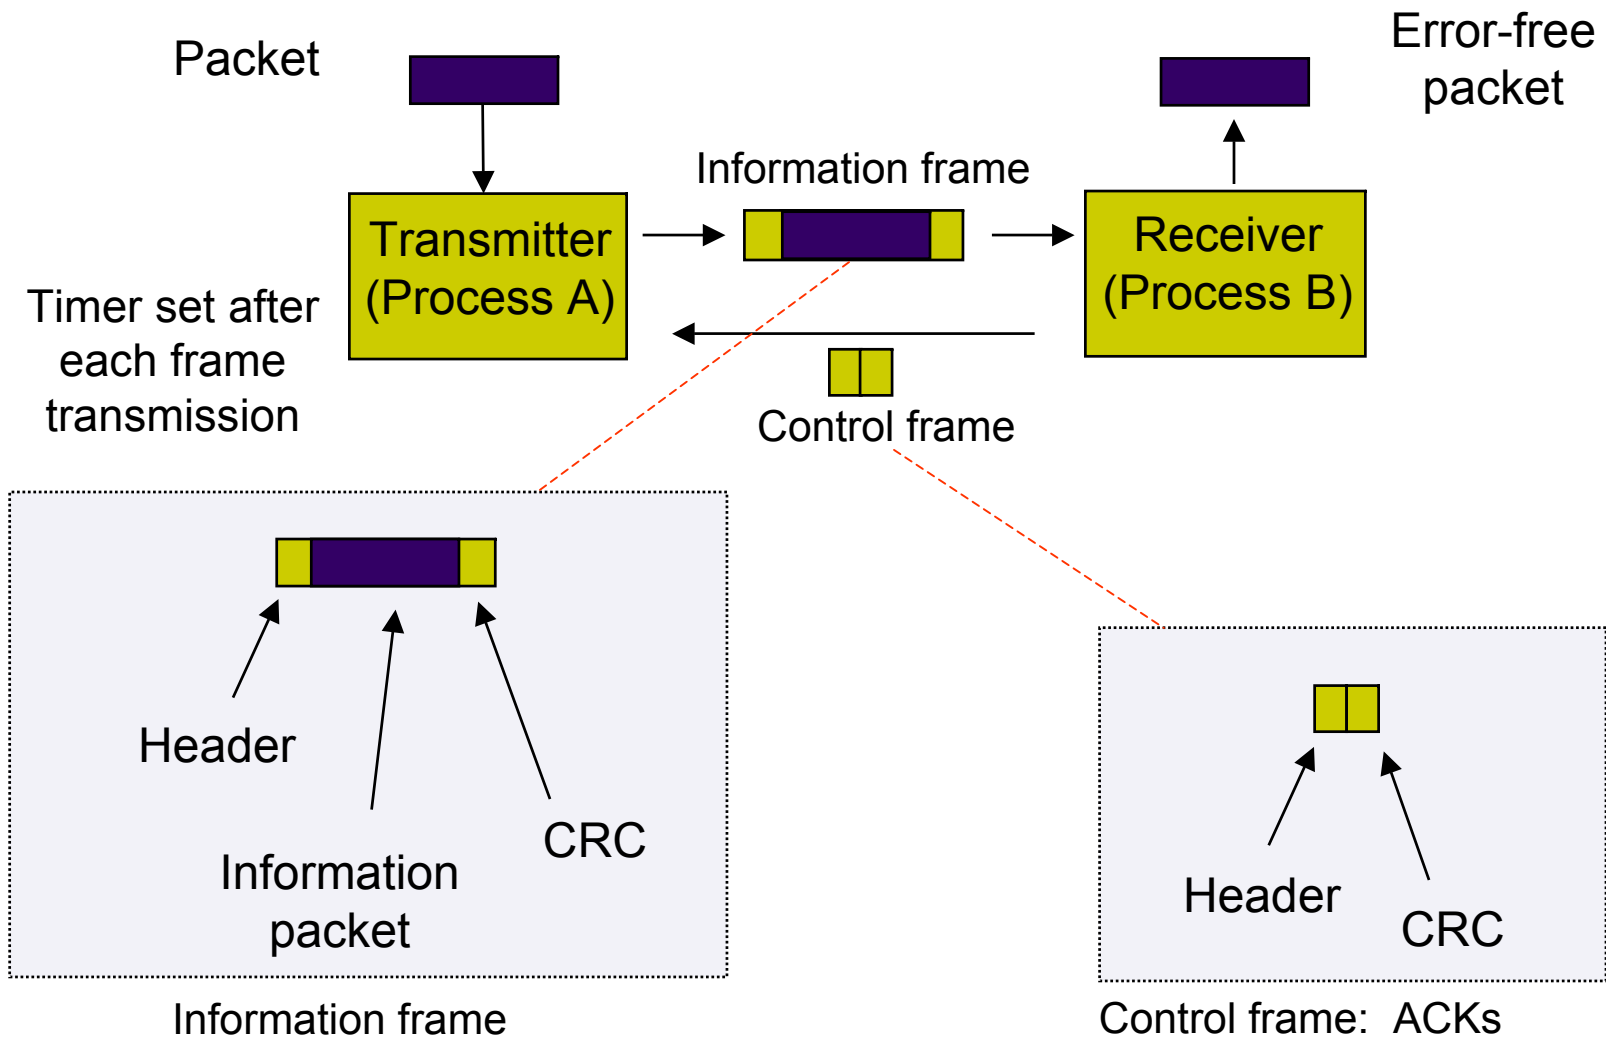 Packet
Error-free
packet
Information frame
Transmitter
(Process A)
Receiver
(Process B)
Timer set after
each frame
transmission
Control frame
Header
Information
packet
CRC
Header
CRC
Information frame
Control frame: ACKs